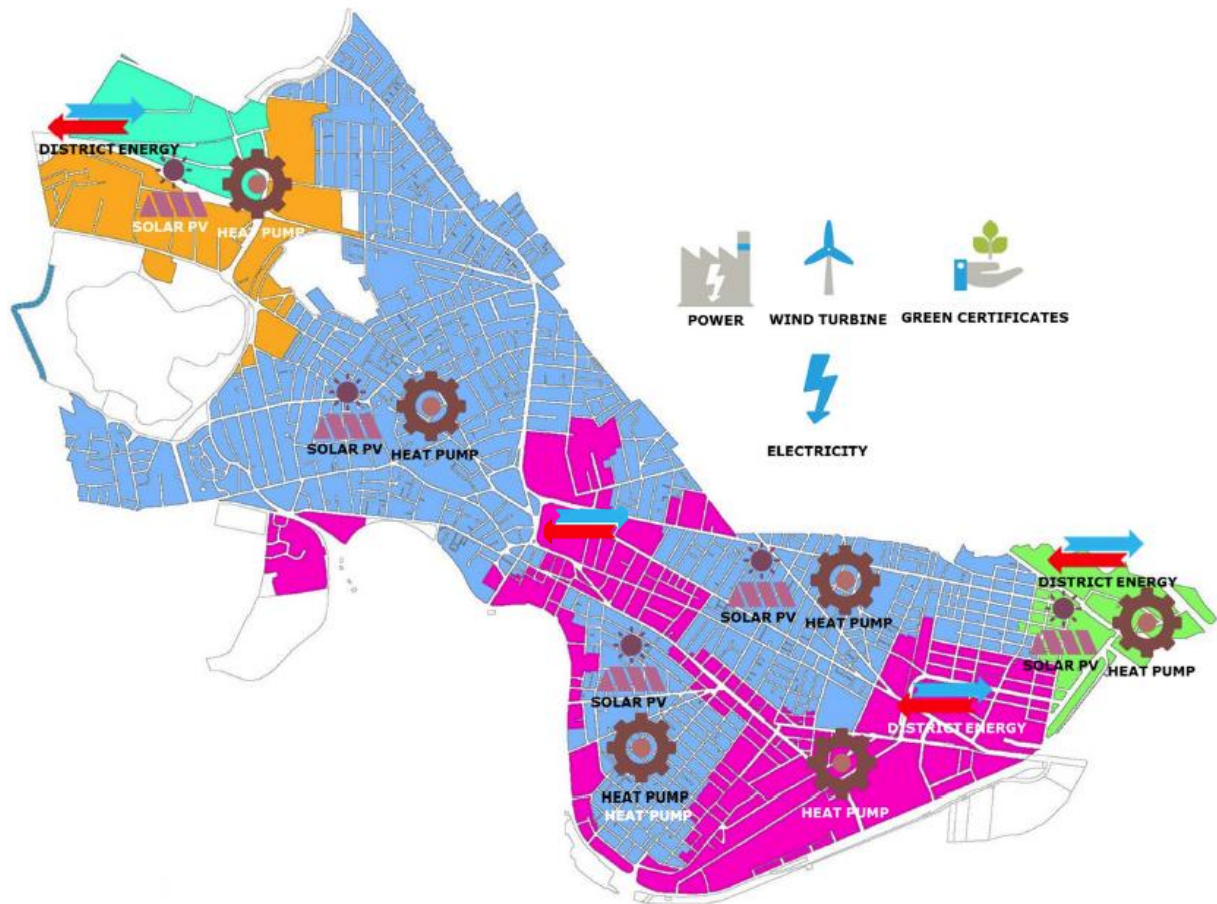 DISTRICT ENERGY
SOLAR PV
HEAT PUMP
POWER
WIND TURBINE
GREEN CERTIFICATES
SOLAR PV
HEAT PUMP
ELECTRICITY
DISTRICT ENERGY
SOLAR PV
HEAT PUMP
SOLAR PV
HEAT PUMP
SOLAR PV
DISTRICT ENERGY
HEAT PUMP
HEAT PUMP
HEAT PUMP